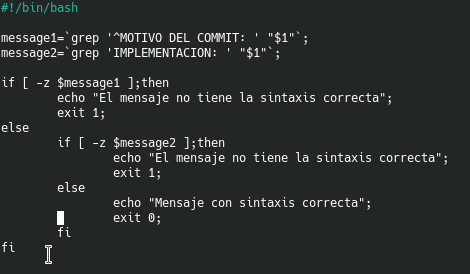 #!/bin/bash
message1=`grep '^MOTIVO DEL COMMIT: ' "$1"`;
message2=`grep 'IMPLEMENTACION: ' "$1"`;
if [ -z $message1 ];then
echo "El mensaje no tiene la sintaxis correcta";
exit 1;
else
if [ -z $message2 ];then
echo "El mensaje no tiene la sintaxis correcta";
exit 1;
else
echo "Mensaje con sintaxis correcta";
exit 0;
fi
fi